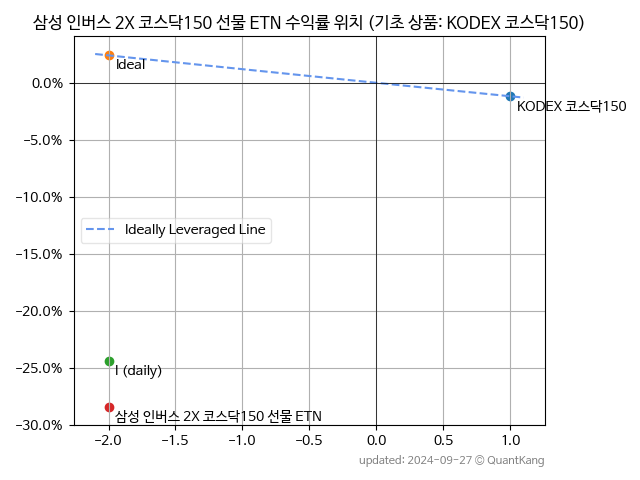 삼성 인버스 2X 코스닥150 선물 ETN 수익률 위치 (기초 상품: KODEX 코스닥150)
Ideal
0.0%
KODEX 코스닥150
-5.0%
-10.0%
Ideally Leveraged Line
-15.0%
-20.0%
-25.0%
I (daily)
삼성 인버스 2X 코스닥150 선물 ETN
-30.0%
-2.0 -1.5 -1.0 -0.5 0.0 0.5 1.0
updated: 2024-09-27 © QuantKang